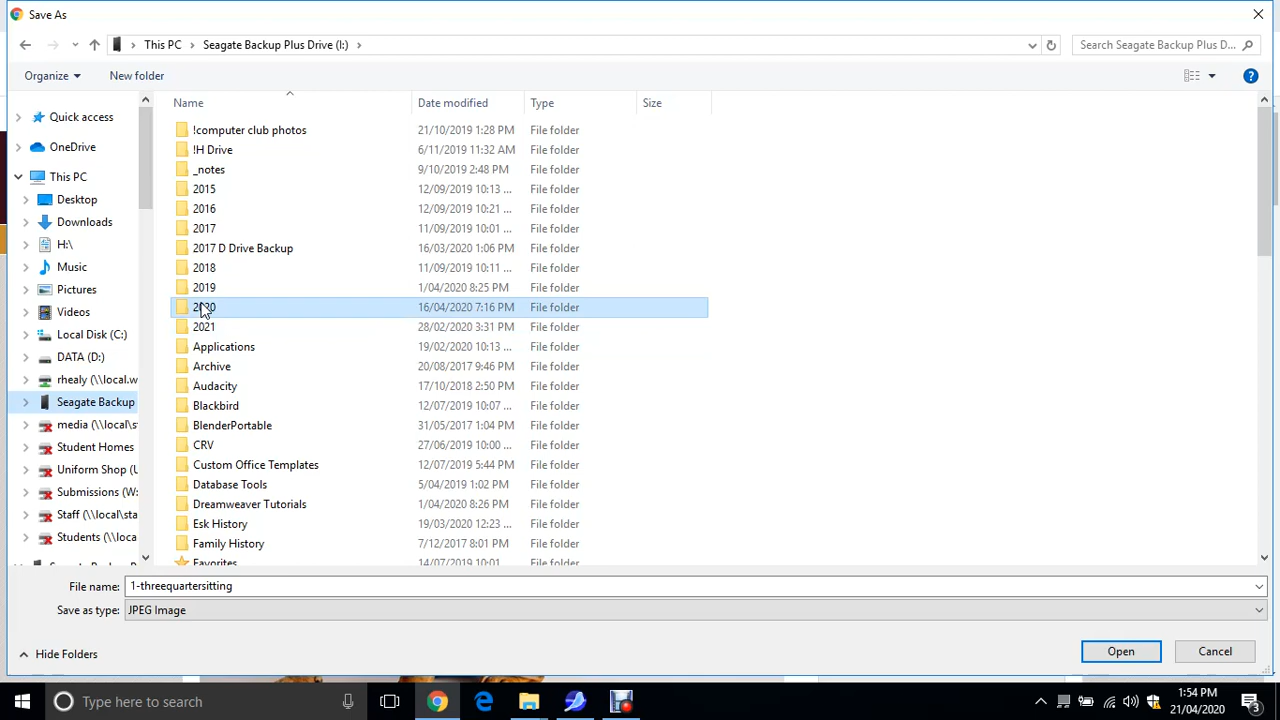 Save As
This PC > Seagate Backup Plus Drive (I:) >
Search Seagate Backup Plus D...
Organize
New folder
Name Date modified Type Size
Quick access
OneDrive
This PC
Desktop
Downloads
H:\
Music
Pictures
Videos
Local Disk (C:)
DATA (D:)
rhealy (\\local.w
Seagate Backup
media (\\local\s
Student Homes
Uniform Shop (U
Submissions (W:
Staff (\\local\sta
Students (\\loca
!computer club photos 21/10/2019 1:28 PM File folder
!H Drive 6/11/2019 11:32 AM File folder
_notes 9/10/2019 2:48 PM File folder
2015 12/09/2019 10:13 ... File folder
2016 12/09/2019 10:21 ... File folder
2017 11/09/2019 10:01 ... File folder
2017 D Drive Backup 16/03/2020 1:06 PM File folder
2018 11/09/2019 10:11 ... File folder
2019 1/04/2020 8:25 PM File folder
2020 16/04/2020 7:16 PM File folder
2021 28/02/2020 3:31 PM File folder
Applications 19/02/2020 10:13 ... File folder
Archive 20/08/2017 9:46 PM File folder
Audacity 17/10/2018 2:50 PM File folder
Blackbird 12/07/2019 10:07 ... File folder
BlenderPortable 31/05/2017 1:04 PM File folder
CRV 27/06/2019 10:00 ... File folder
Custom Office Templates 12/07/2019 5:44 PM File folder
Database Tools 5/04/2019 1:02 PM File folder
Dreamweaver Tutorials 1/04/2020 8:26 PM File folder
Esk History 19/03/2020 12:23 ... File folder
Family History 7/12/2017 8:01 PM File folder
Favorites 14/07/2019 10:01 File folder
File name: 1-threequartersitting
Save as type: JPEG Image
Hide Folders
Open
Cancel
Type here to search
1:54 PM
21/04/2020
3